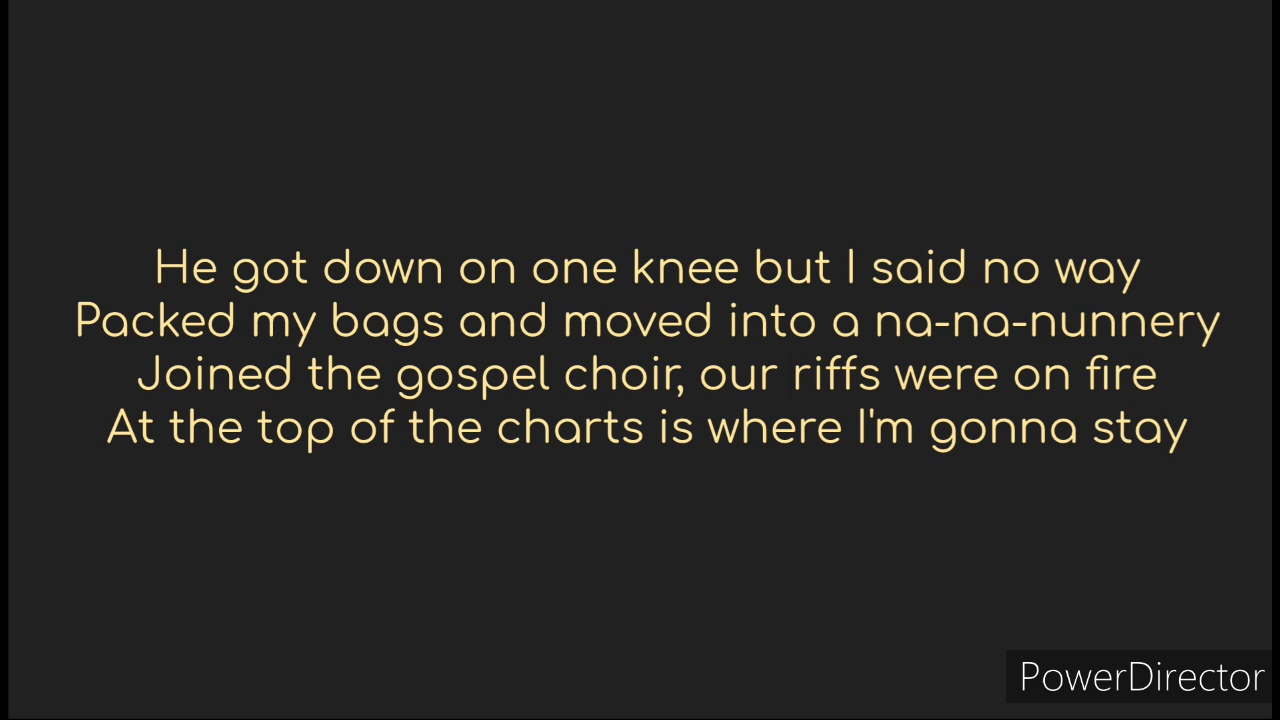 He got down on one knee but I said no way
Packed my bags and moved into a na-na-nunnery
Joined the gospel choir, our riffs were on fire
At the top of the charts is where I'm gonna stay
PowerDirector